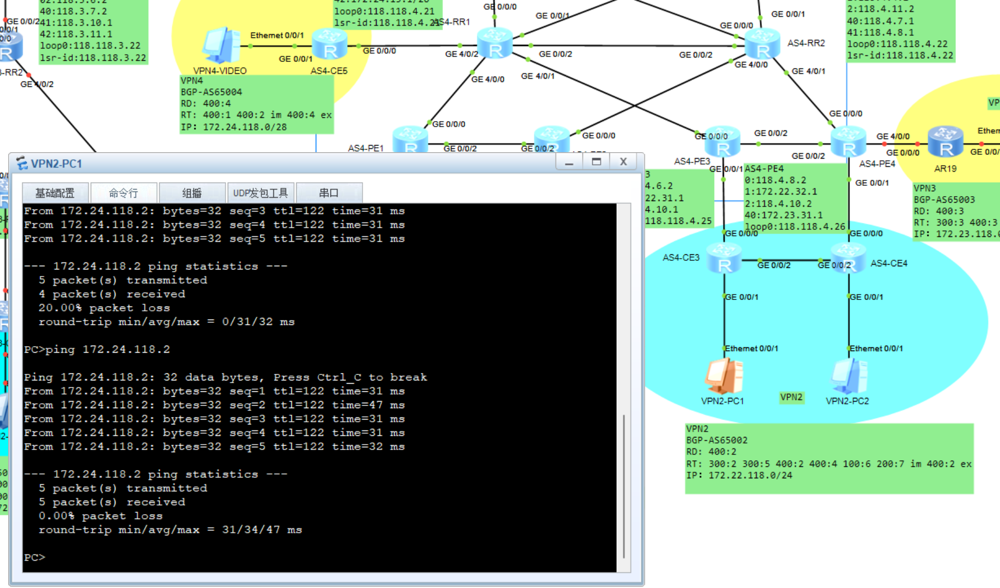 02:118.3.6.2
40:118.3.7.2
41:118.3.10.1
42:118.3.11.1
loop0:118.118.3.22
lsr-id:118.118.3.22
GE 0/0/2
GE 4/0/2
loop0:118.118.4.21
lsr-id:118.118.4.21
AS4-RR1
Ethernet 0/0/1
GE 0/0/1
GE 0/0/0
VPN4-VIDEO
AS4-CE5
VPN4
BGP-AS65004
RD: 400:4
RT: 400:1 400:2 im 400:4 ex
IP: 172.24.118.0/28
GE 0/0/0
GE 0/0/1
GE 4/0/2
GE 0/0/2
GE 4/0/0
GE 4/0/1
GE 0/0/0
GE 0/0/1
GE 0/0/2
AS4-RR2
GE 4/0/0
GE 4/0/1
2:118.4.11.2
40:118.4.7.1
41:118.4.8.1
loop0:118.118.4.22
lsr-id:118.118.4.22
GE 0/0/0
AS4-PE1
GE 0/0/2
GE 0/0/2
GE 0/0/0
GE 0/0/0
GE 0/0/2
AS4-PE3
GE 0/0/1
GE 0/0/0
GE 0/0/2
AS4-PE4
GE 4/0/0
GE 0/0/0
GE 0/0/1
AR19
AS4-PE4
0:118.4.8.2
1:172.22.32.1
2:118.4.10.2
40:172.23.31.1
loop0:118.118.4.26
VPN3
BGP-AS65003
RD: 400:3
RT: 300:3 400:3
4.6.2
22.31.1
4.10.1
118.118.4.25
GE 0/0/0
GE 0/0/0
AS4-CE3
GE 0/0/2
GE 0/0/2
AS4-CE4
GE 0/0/1
GE 0/0/1
Ethernet 0/0/1
Ethernet 0/0/1
VPN2-PC1
VPN2
VPN2-PC2
VPN2
BGP-AS65002
RD: 400:2
RT: 300:2 300:5 400:2 400:4 100:6 200:7 im 400:2 ex
IP: 172.22.118.0/24
VPN2-PC1
基础配置 命令行 组播 UDP发包工具 串口
From 172.24.118.2: bytes=32 seq=3 ttl=122 time=31 ms
From 172.24.118.2: bytes=32 seq=4 ttl=122 time=31 ms
From 172.24.118.2: bytes=32 seq=5 ttl=122 time=31 ms
--- 172.24.118.2 ping statistics ---
5 packet(s) transmitted
4 packet(s) received
20.00% packet loss
round-trip min/avg/max = 0/31/32 ms
PC>ping 172.24.118.2
Ping 172.24.118.2: 32 data bytes, Press Ctrl_C to break
From 172.24.118.2: bytes=32 seq=1 ttl=122 time=31 ms
From 172.24.118.2: bytes=32 seq=2 ttl=122 time=47 ms
From 172.24.118.2: bytes=32 seq=3 ttl=122 time=31 ms
From 172.24.118.2: bytes=32 seq=4 ttl=122 time=31 ms
From 172.24.118.2: bytes=32 seq=5 ttl=122 time=32 ms
--- 172.24.118.2 ping statistics ---
5 packet(s) transmitted
5 packet(s) received
0.00% packet loss
round-trip min/avg/max = 31/34/47 ms
PC>